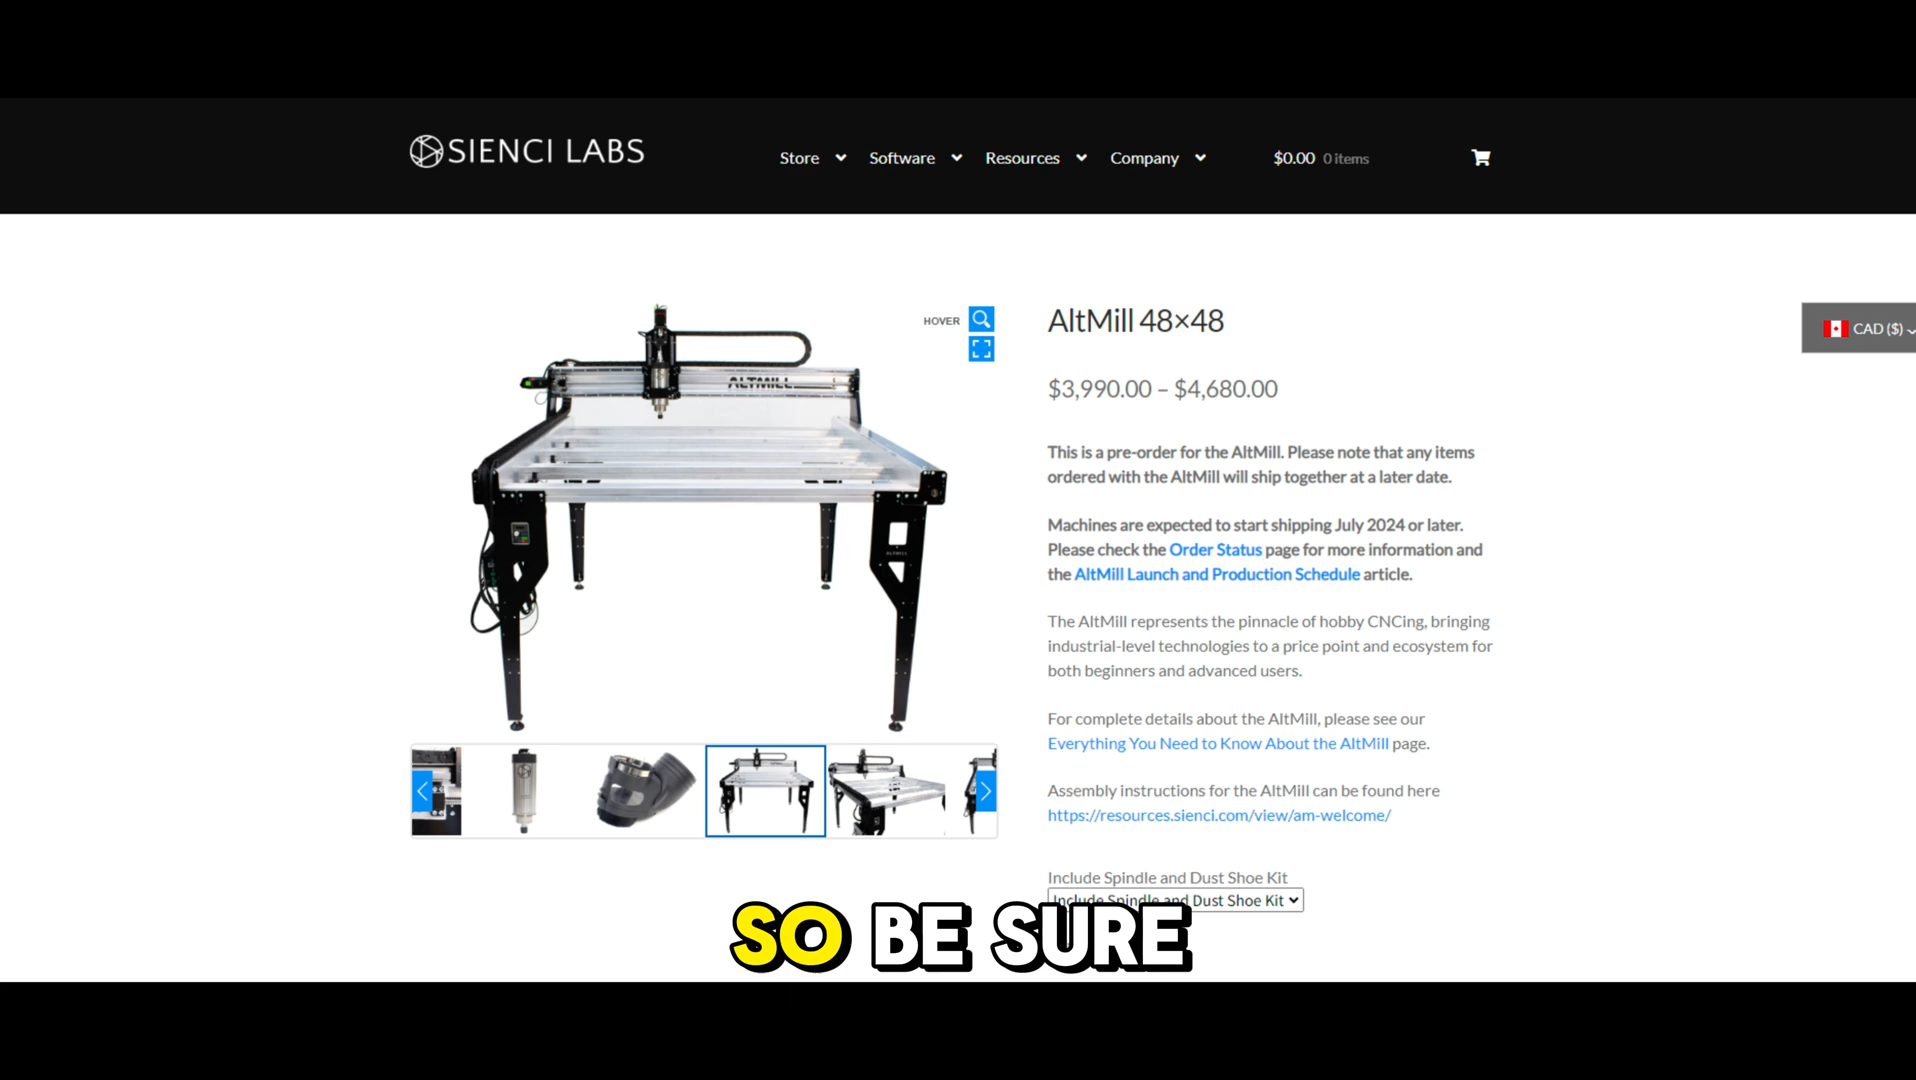 SIENCI LABS
Store
Software
Resources
Company
$0.00 0 items
HOVER
AltMill 48×48
CAD ($)
$3,990.00 – $4,680.00
ALTMILL
This is a pre-order for the AltMill. Please note that any items
ordered with the AltMill will ship together at a later date.
Machines are expected to start shipping July 2024 or later.
Please check the Order Status page for more information and
the AltMill Launch and Production Schedule article.
ALTMILL
The AltMill represents the pinnacle of hobby CNCing, bringing
industrial-level technologies to a price point and ecosystem for
both beginners and advanced users.
For complete details about the AltMill, please see our
Everything You Need to Know About the AltMill page.
Assembly instructions for the AltMill can be found here
https://resources.sienci.com/view/am-welcome/
Include Spindle and Dust Shoe Kit
Include Spindle and Dust Shoe Kit
SO BE SURE